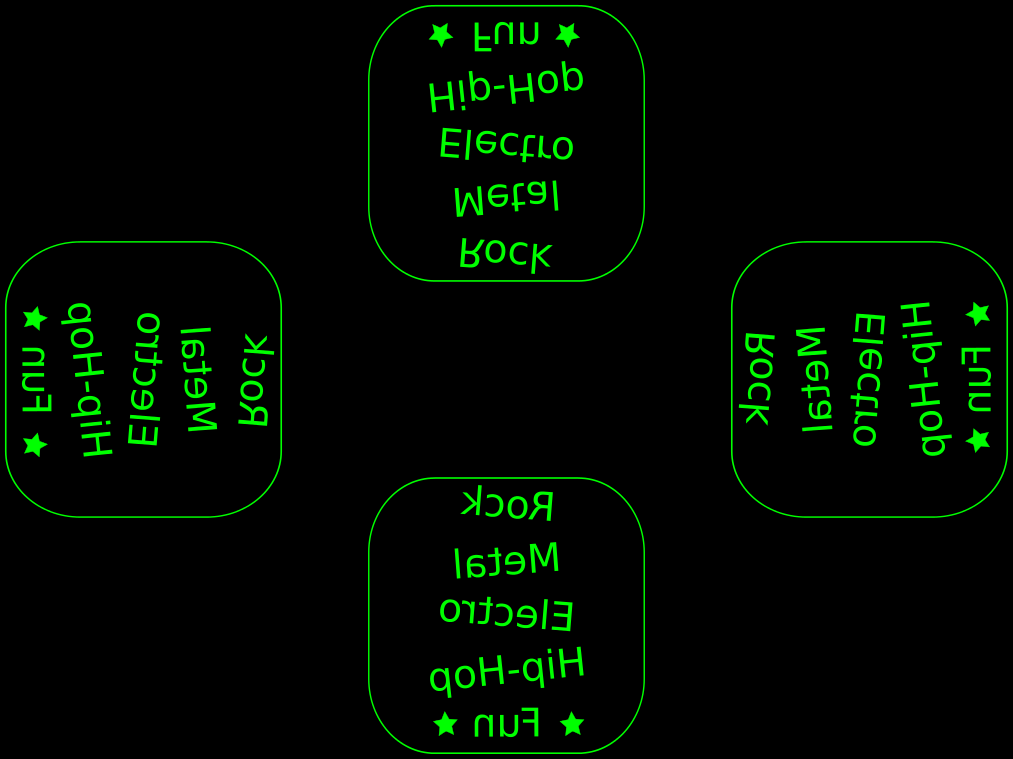 Rock
Metal
Electro
Hip-Hop
★ Fun ★
Rock
Metal
Electro
Hip-Hop
★ Fun ★
Rock
Metal
Electro
Hip-Hop
★ Fun ★
Rock
Metal
Electro
Hip-Hop
★ Fun ★